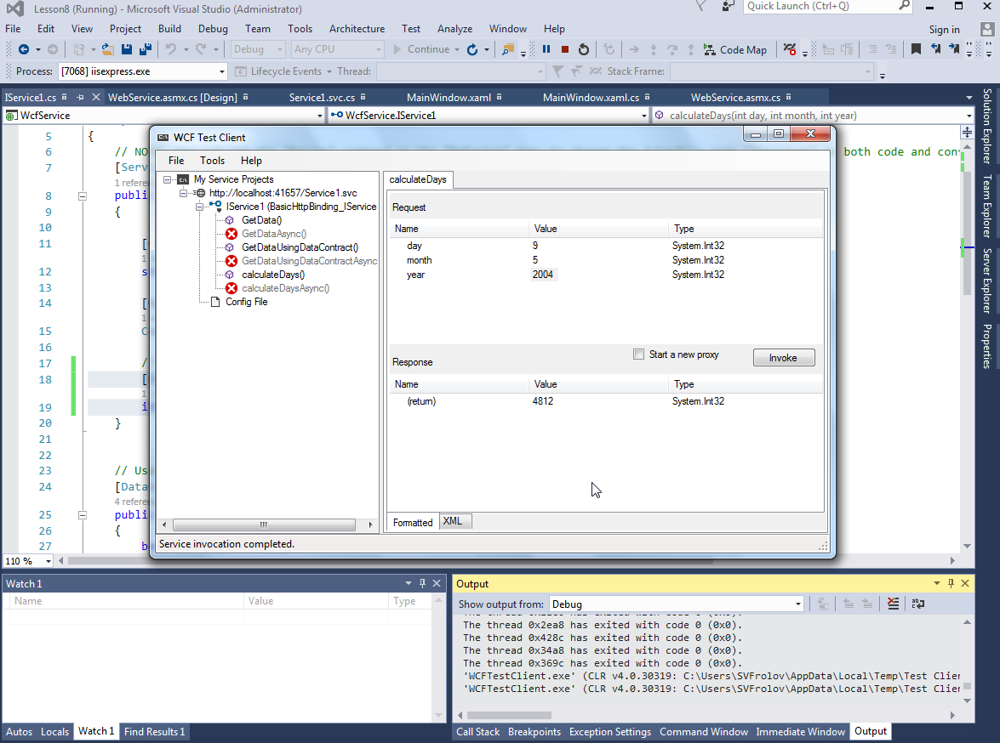 Lesson8 (Running) - Microsoft Visual Studio (Administrator)
Quick Launch (Ctrl+Q)
File Edit View Project Build Debug Team Tools Architecture Test Analyze Window Help
Sign in
Debug Any CPU Continue Code Map
Process: [7068] iisexpress.exe Lifecycle Events Thread: Stack Frame:
IService1.cs WebService.asmx.cs [Design] Service1.svc.cs MainWindow.xaml MainWindow.xaml.cs WebService.asmx.cs
WcfService WcfService.IService1 calculateDays(int day, int month, int year)
5 {
6 // NO both code and con
7 [Serv
1 refere
8 publi
9 {
10
11 [
1
12 s
13
14 [
1
15 C
16
17 /
18 [
1
19 i
20 }
21
22
23 // Us
24 [Data
4 refere
25 publi
26 {
27 b
110 %
WCF Test Client
File Tools Help
My Service Projects
http://localhost:41657/Service1.svc
IService1 (BasicHttpBinding_IService
GetData()
GetDataAsync()
GetDataUsingDataContract()
GetDataUsingDataContractAsync
calculateDays()
calculateDaysAsync()
Config File
calculateDays
Request
Name Value Type
day 9 System.Int32
month 5 System.Int32
year 2004 System.Int32
Response
Start a new proxy
Invoke
Name Value Type
(return) 4812 System.Int32
Formatted XML
Service invocation completed.
Solution Explorer
Team Explorer
Server Explorer
Properties
Watch 1
Name Value Type
Autos Locals Watch 1 Find Results 1
Output
Show output from: Debug
The thread 0x2ea8 has exited with code 0 (0x0).
The thread 0x428c has exited with code 0 (0x0).
The thread 0x34a8 has exited with code 0 (0x0).
The thread 0x369c has exited with code 0 (0x0).
'WCFTestClient.exe' (CLR v4.0.30319: C:\Users\SVFrolov\AppData\Local\Temp\Test Clier
'WCFTestClient.exe' (CLR v4.0.30319: C:\Users\SVFrolov\AppData\Local\Temp\Test Clier
Call Stack Breakpoints Exception Settings Command Window Immediate Window Output